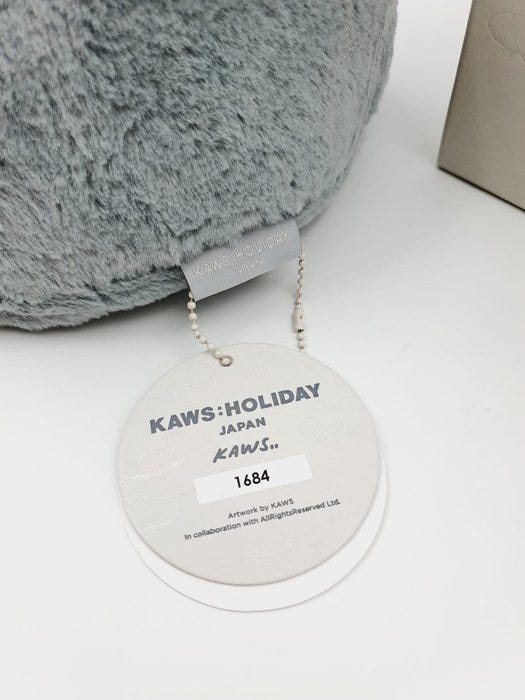 KAWS:HOLIDAY
JAPAN
KAWS:HOLIDAY
JAPAN
KAWS..
1684
Artwork by KAWS
In collaboration with AllRightsReserved Ltd.